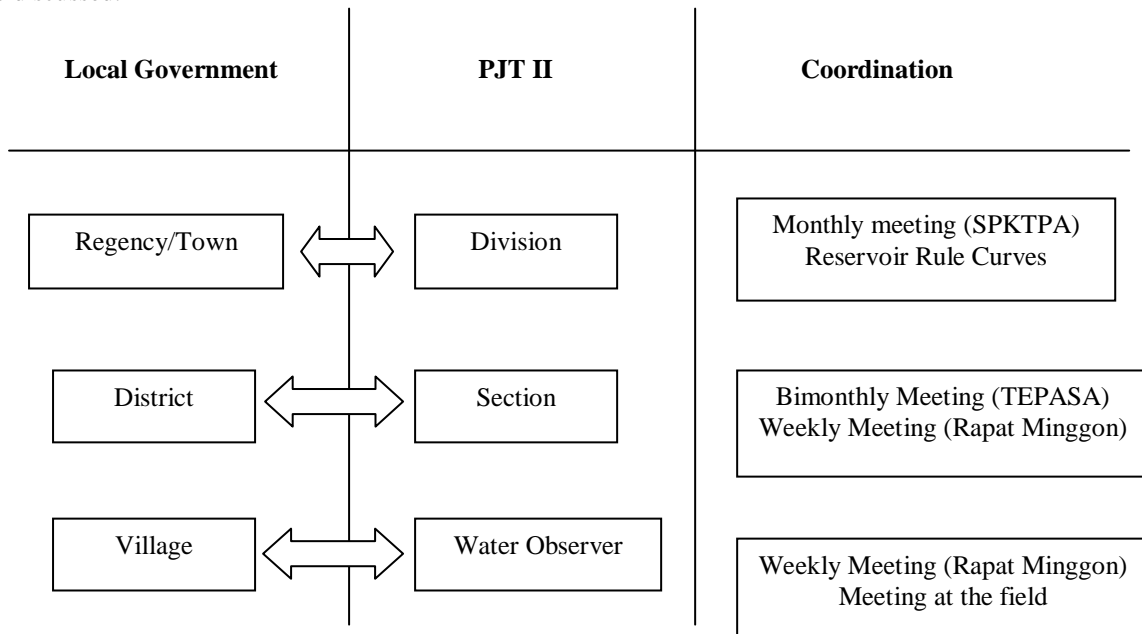 Local Government
PJT II
Coordination
Regency/Town
Division
Monthly meeting (SPKTPA)
Reservoir Rule Curves
District
Section
Bimonthly Meeting (TEPASA)
Weekly Meeting (Rapat Minggon)
Village
Water Observer
Weekly Meeting (Rapat Minggon)
Meeting at the field